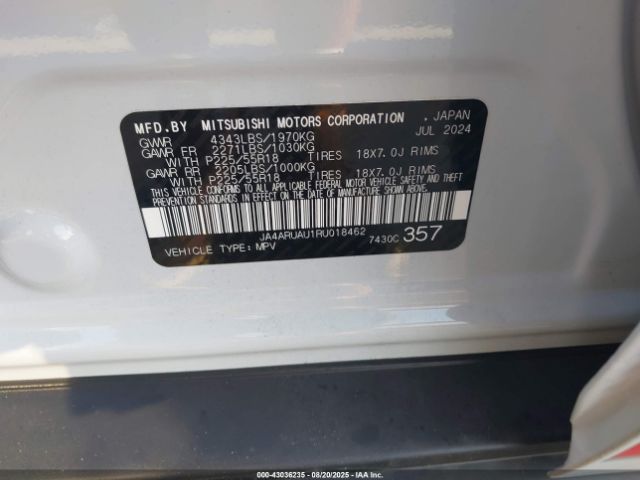 MFD.BY MITSUBISHI MOTORS CORPORATION . JAPAN
GVWR 4343LBS/1970KG JUL 2024
GAWR FR 2271LBS/1030KG
WITH P225/55R18 TIRES 18X7.0J RIMS
GAWR RR 2205LBS/1000KG
WITH P225/55R18 TIRES 18X7.0J RIMS
THIS VEHICLE CONFORMS TO ALL APPLICABLE FEDERAL MOTOR VEHICLE SAFETY AND THEFT
PREVENTION STANDARDS IN EFFECT ON THE DATE OF MANUFACTURE SHOWN ABOVE.
JA4ARUAU1RU018462 7430C 357
VEHICLE TYPE: MPV
©-43036235 - 08/20/2025 - IAAI.COM